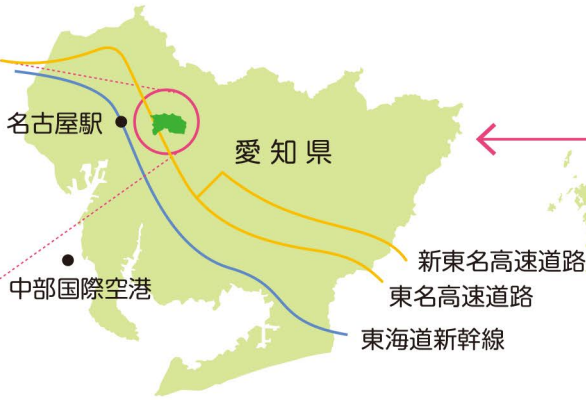 名古屋駅
愛知県
中部国際空港
新東名高速道路
東名高速道路
東海道新幹線